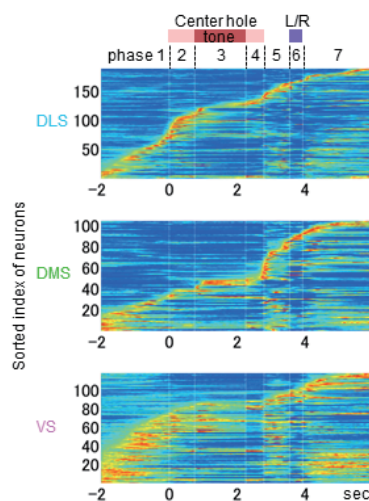 Center hole L/R
tone
phase 1 2 3 4 5 6 7
DLS
150
100
50
-2 0 2 4
Sorted index of neurons
DMS
100
80
60
40
20
-2 0 2 4
VS
100
80
60
40
20
-2 0 2 4 sec